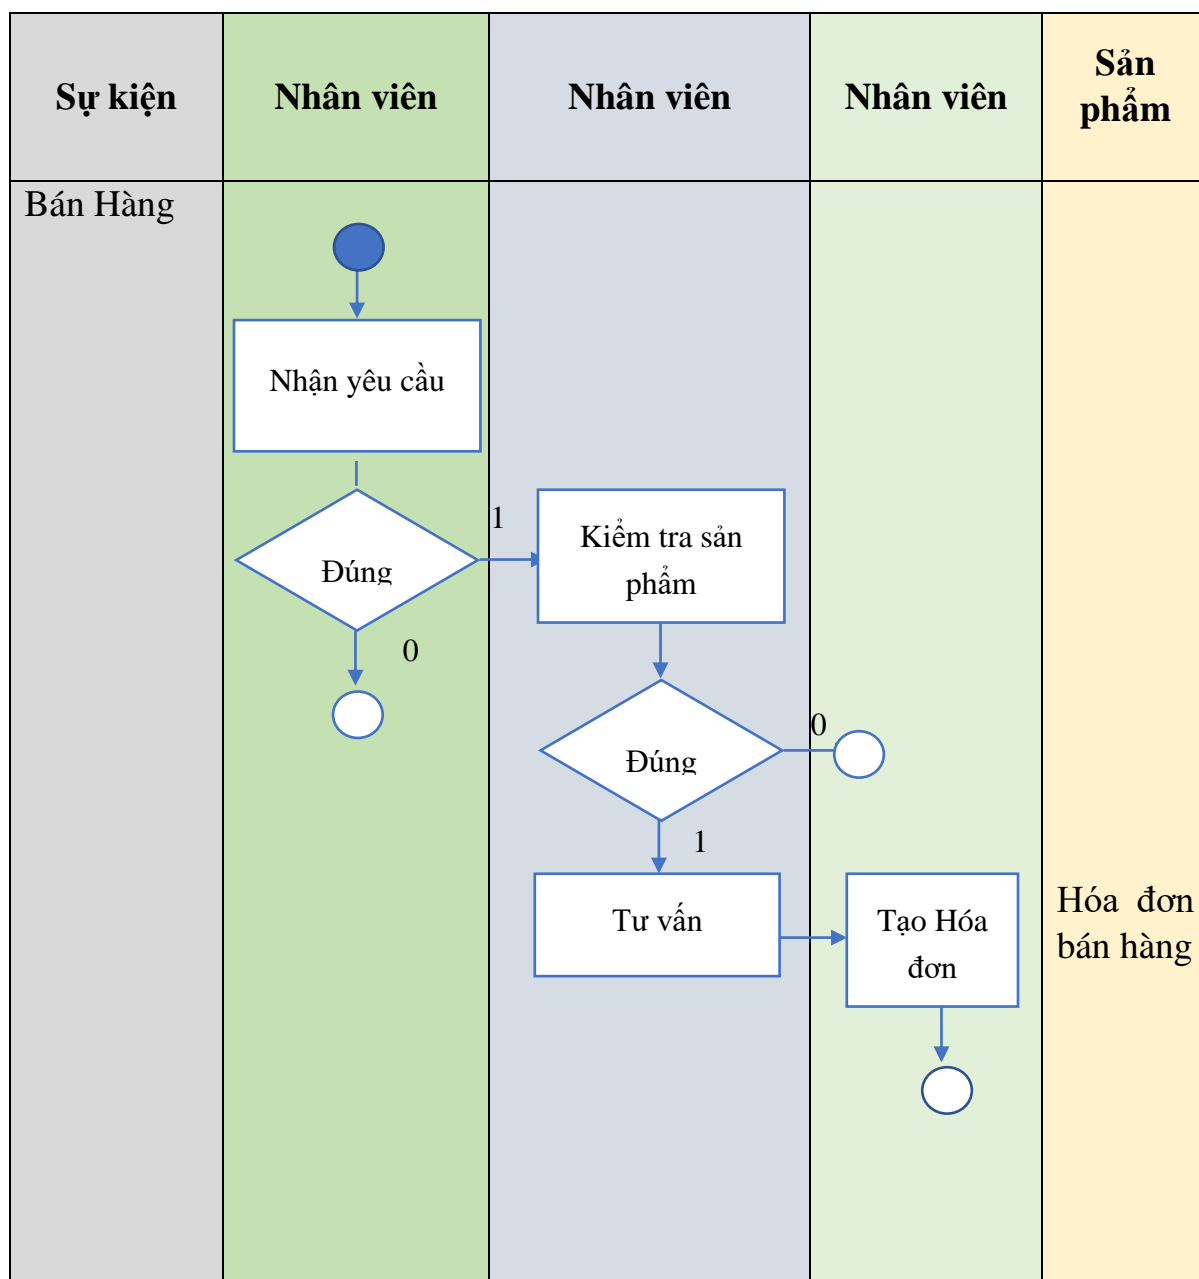 Sự kiện
Nhân viên
Nhân viên
Nhân viên
Sản
phẩm
Bán Hàng
Nhận yêu cầu
Đúng
1
0
Kiểm tra sản
phẩm
Đúng
0
1
Tư vấn
Tạo Hóa
đơn
Hóa đơn
bán hàng